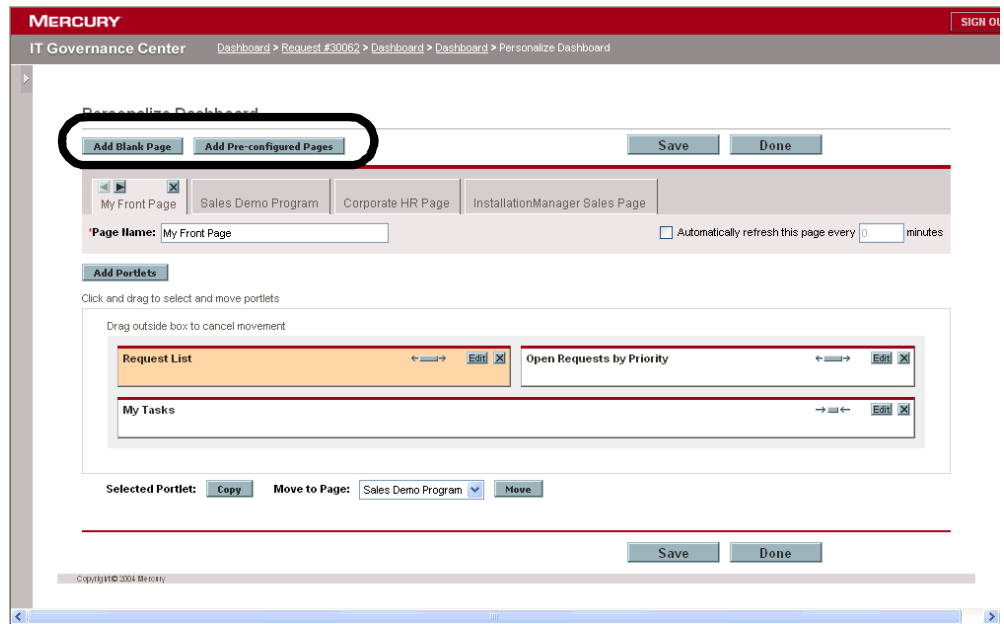 MERCURY
SIGN OU
IT Governance Center
Dashboard > Request #30062 > Dashboard > Dashboard > Personalize Dashboard
Personalize Dashboard
Add Blank Page Add Pre-configured Pages Save Done
My Front Page Sales Demo Program Corporate HR Page InstallationManager Sales Page
*Page Name: My Front Page Automatically refresh this page every 0 minutes
Add Portlets
Click and drag to select and move portlets
Drag outside box to cancel movement
Request List Edit Open Requests by Priority Edit
My Tasks Edit
Selected Portlet: Copy Move to Page: Sales Demo Program Move
Save Done
Copyright© 2004 Mercury